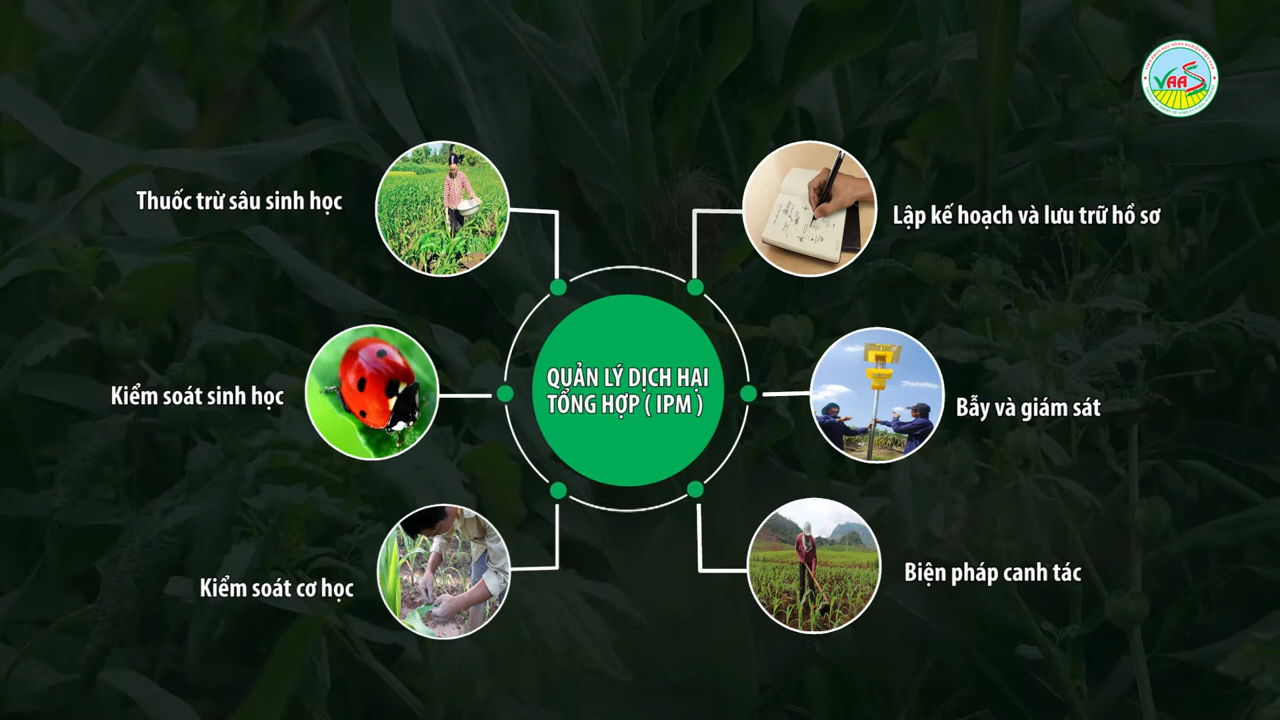 VAAS
Thuốc trừ sâu sinh học
Lập kế hoạch và lưu trữ hồ sơ
Kiểm soát sinh học
QUẢN LÝ DỊCH HẠI
TỔNG HỢP ( IPM )
Bẫy và giám sát
Kiểm soát cơ học
Biện pháp canh tác